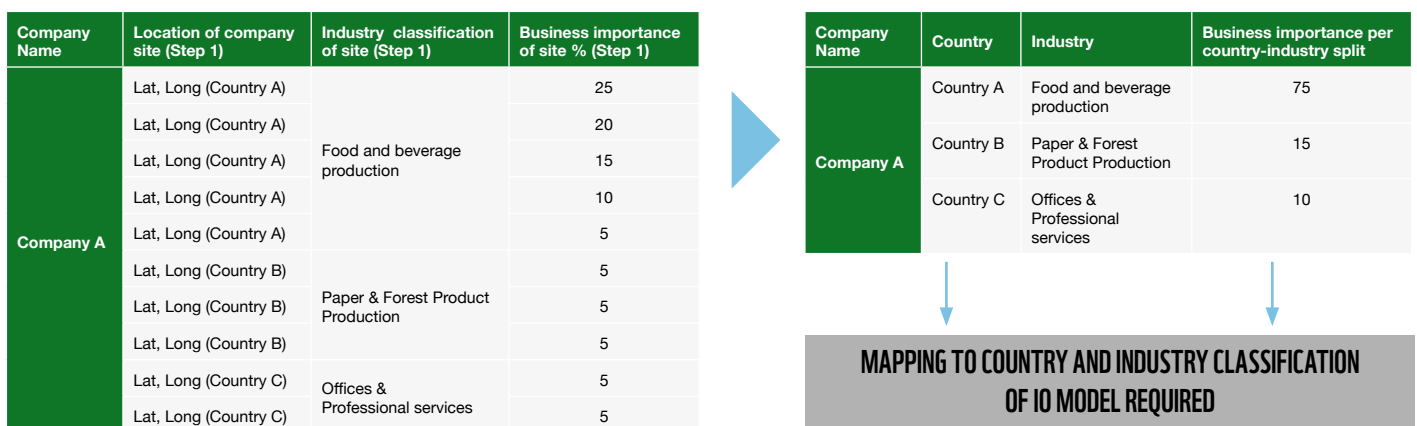 Company Name
Location of company site (Step 1)
Industry classification of site (Step 1)
Business importance of site % (Step 1)
Company A
Lat, Long (Country A)
Food and beverage production
25
Lat, Long (Country A)
20
Lat, Long (Country A)
15
Lat, Long (Country A)
10
Lat, Long (Country A)
5
Lat, Long (Country B)
Paper & Forest Product Production
5
Lat, Long (Country B)
5
Lat, Long (Country B)
5
Lat, Long (Country C)
Offices & Professional services
5
Lat, Long (Country C)
5
Company Name
Country
Industry
Business importance per country-industry split
Company A
Country A
Food and beverage production
75
Country B
Paper & Forest Product Production
15
Country C
Offices & Professional services
10
MAPPING TO COUNTRY AND INDUSTRY CLASSIFICATION
OF IO MODEL REQUIRED